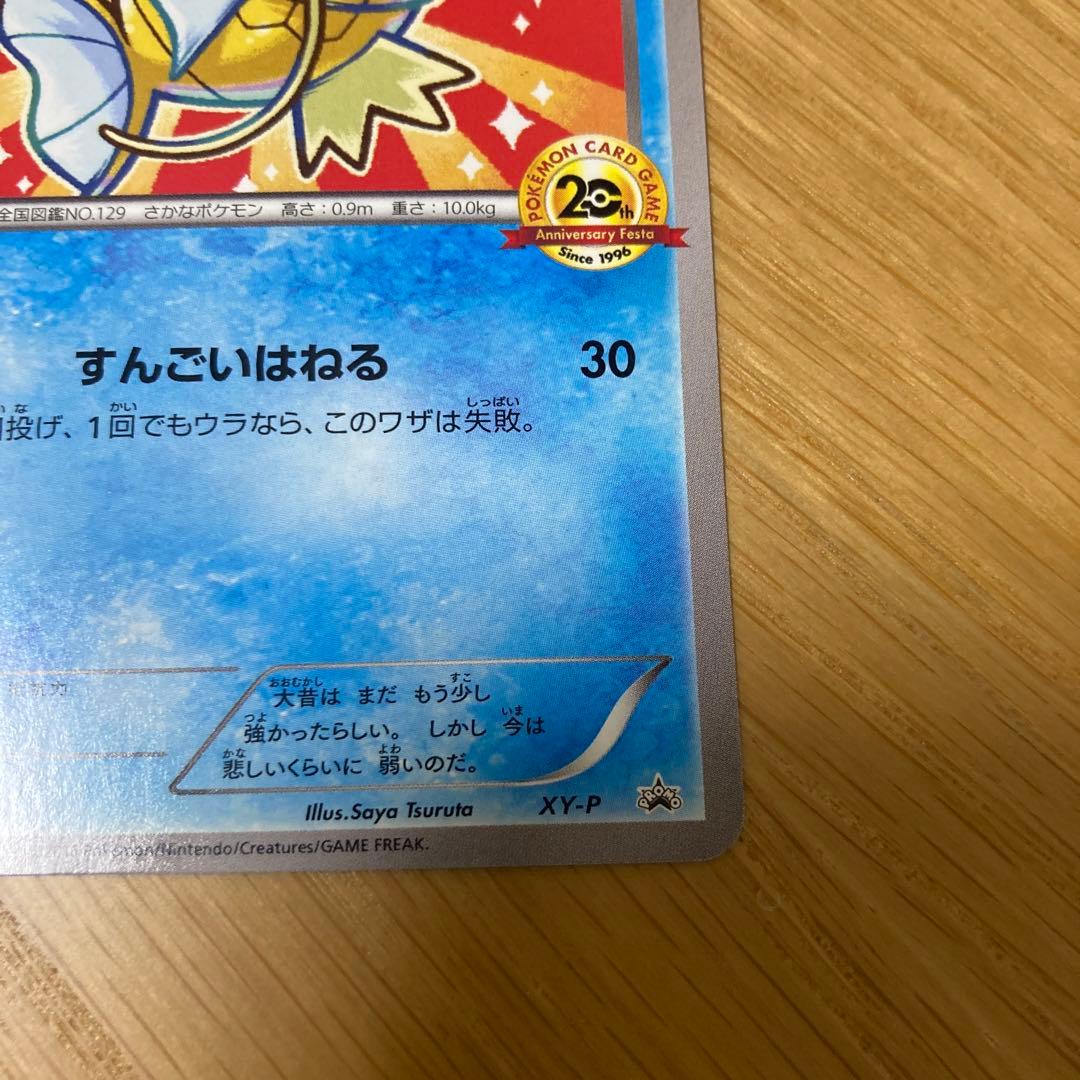 全国図鑑NO.129 さかなポケモン 高さ:0.9m 重さ:10.0kg
POKÉMON CARD GAME
20th
Anniversary Festa
Since 1996
すんごいはねる 30
投げ、1回でもウラなら、このワザは失敗。
抵抗力
大昔は まだ もう少し
強かったらしい。 しかし 今は
悲しいくらいに 弱いのだ。
Illus.Saya Tsuruta XY-P PROMO
Pokémon/Nintendo/Creatures/GAME FREAK.